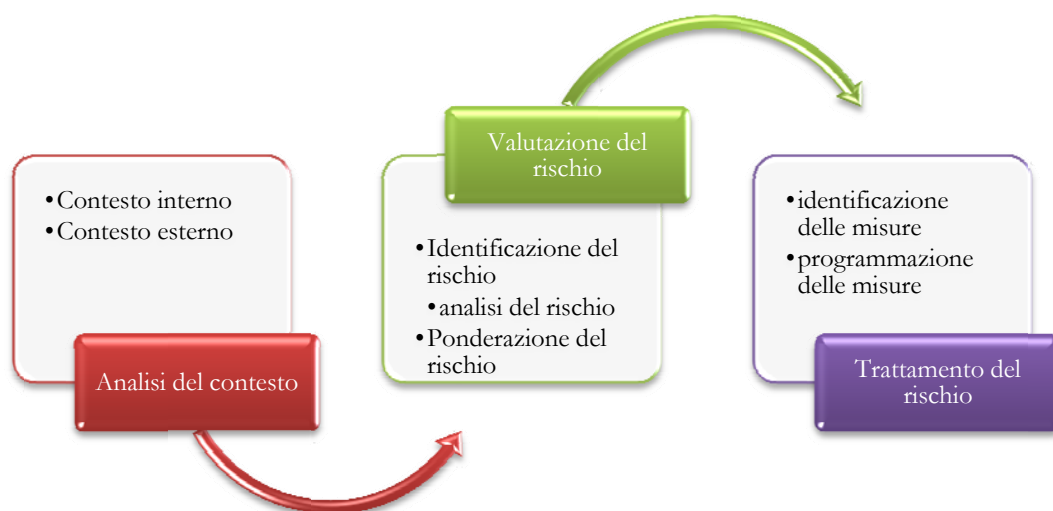 • Contesto interno
• Contesto esterno
Analisi del contesto
Valutazione del
rischio
• Identificazione del
rischio
• analisi del rischio
• Ponderazione del
rischio
• identificazione
delle misure
• programmazione
delle misure
Trattamento del
rischio